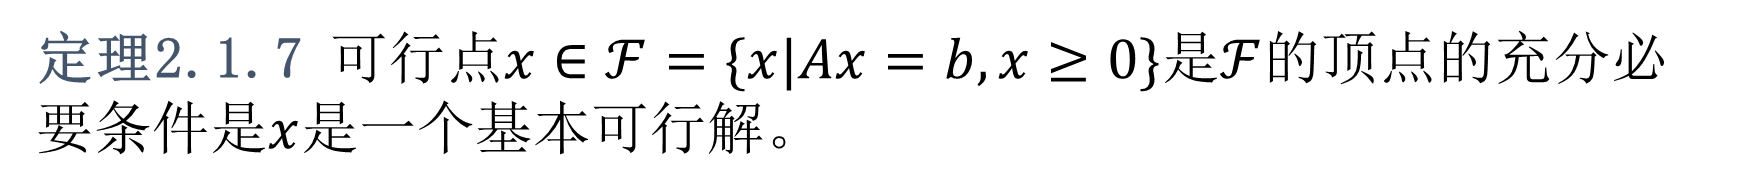 定理2.1.7 可行点x ∈ ℱ = {x|Ax = b, x ≥ 0}是ℱ的顶点的充分必
要条件是x是一个基本可行解。